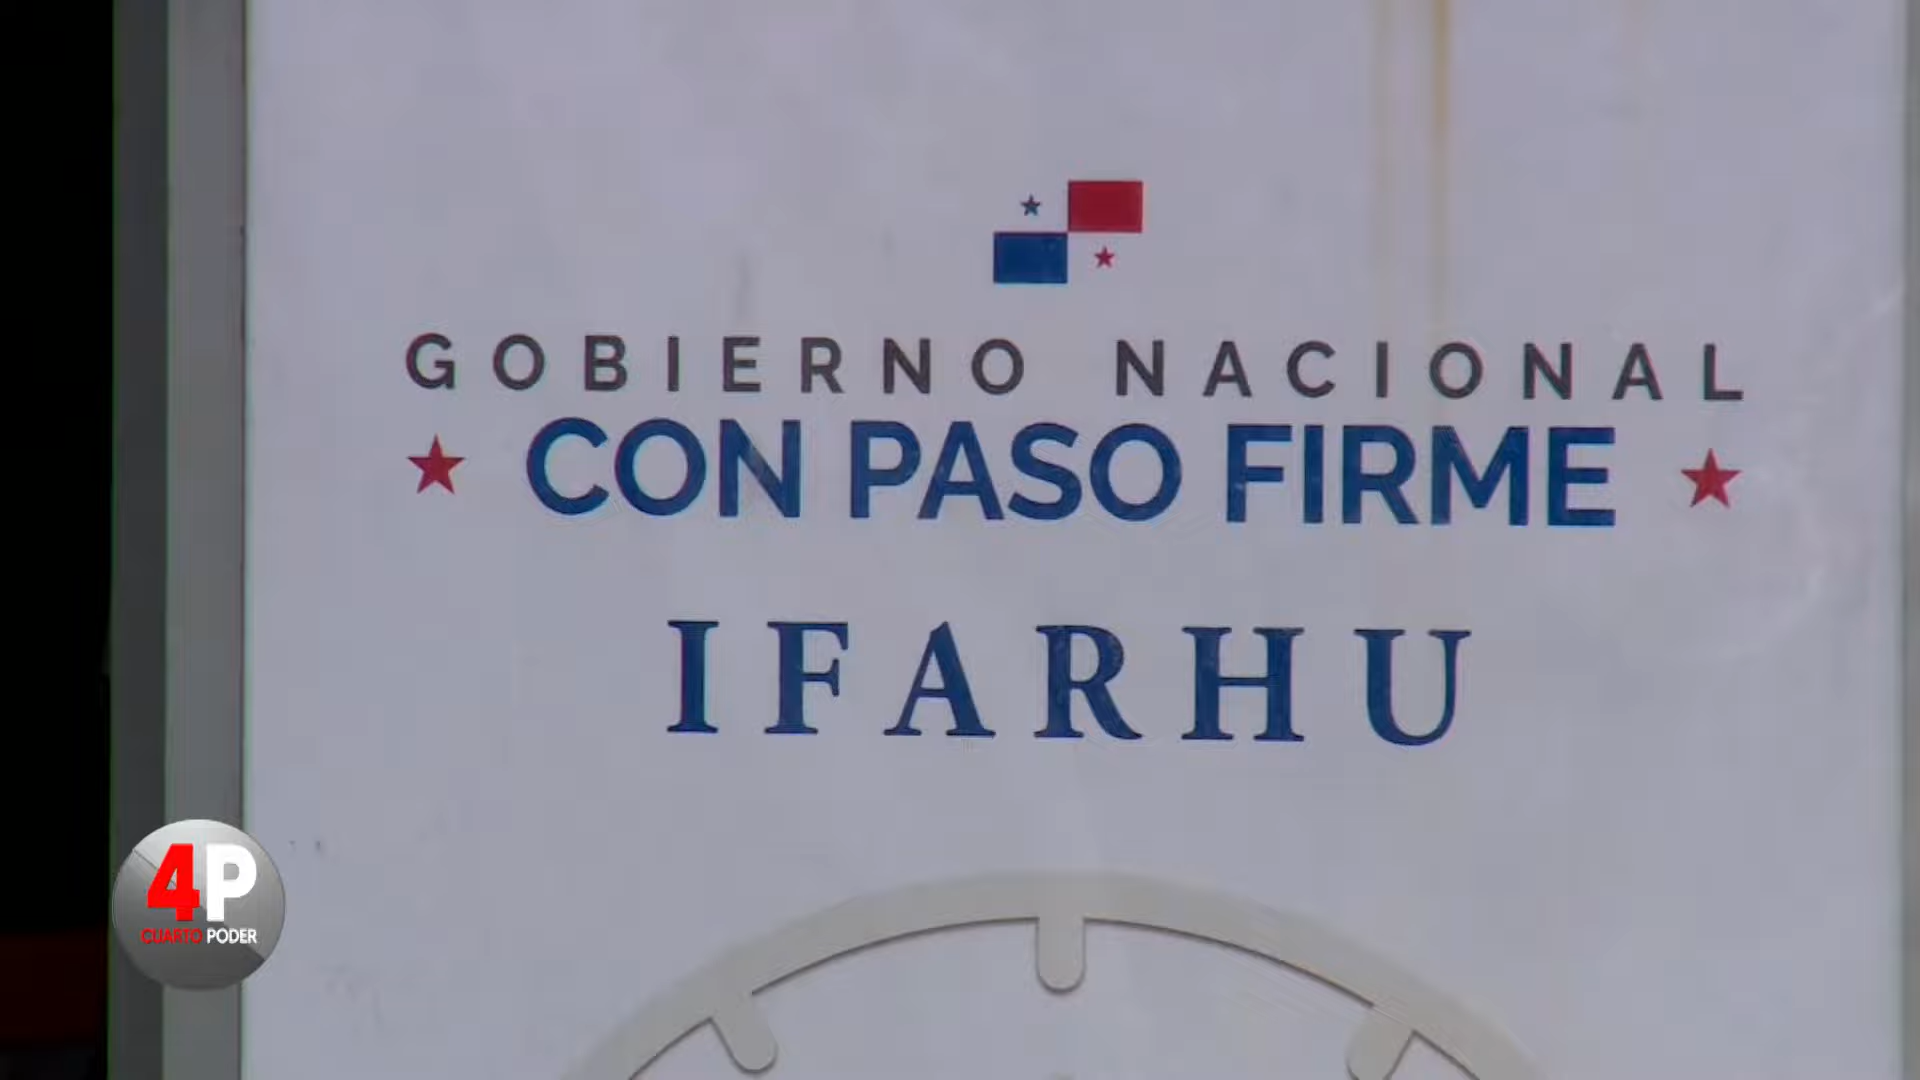 GOBIERNO NACIONAL
CON PASO FIRME
IFARHU
4P
CUARTO PODER